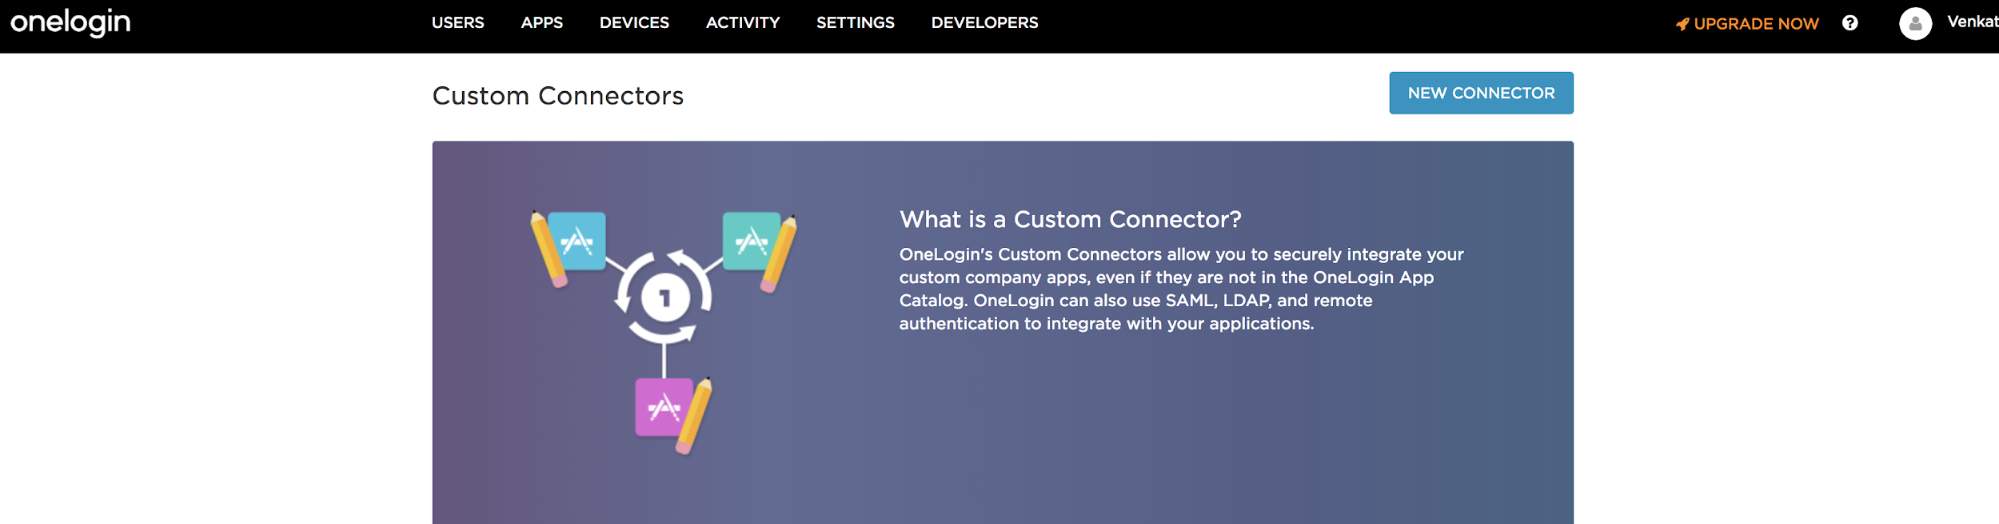 onelogin USERS APPS DEVICES ACTIVITY SETTINGS DEVELOPERS UPGRADE NOW ? Venkat
Custom Connectors NEW CONNECTOR
1
What is a Custom Connector?
OneLogin's Custom Connectors allow you to securely integrate your
custom company apps, even if they are not in the OneLogin App
Catalog. OneLogin can also use SAML, LDAP, and remote
authentication to integrate with your applications.